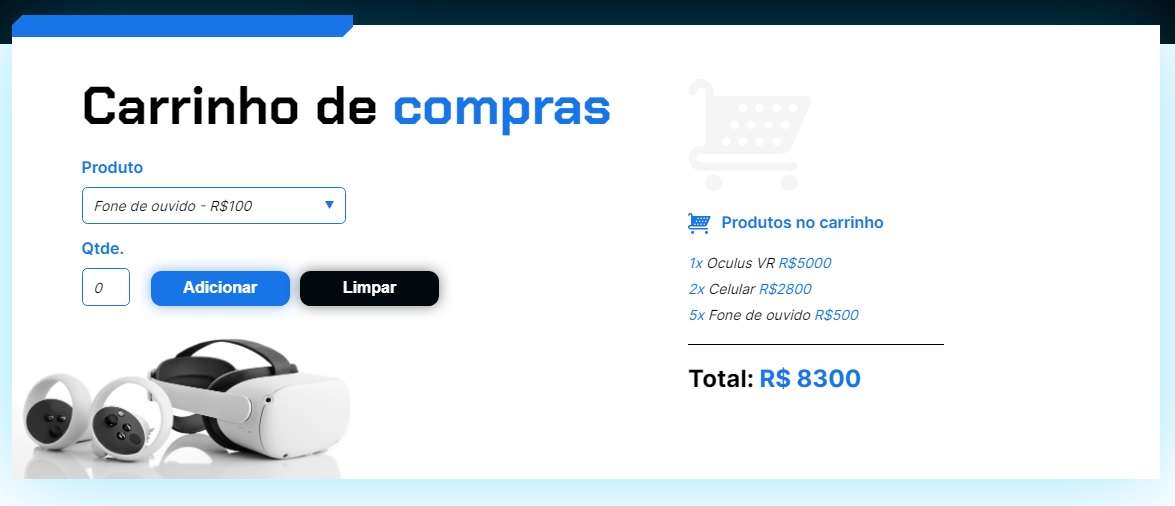 Carrinho de compras
Produto
Fone de ouvido - R$100
Qtde.
0
Adicionar
Limpar
Produtos no carrinho
1x Oculus VR R$5000
2x Celular R$2800
5x Fone de ouvido R$500
Total: R$ 8300